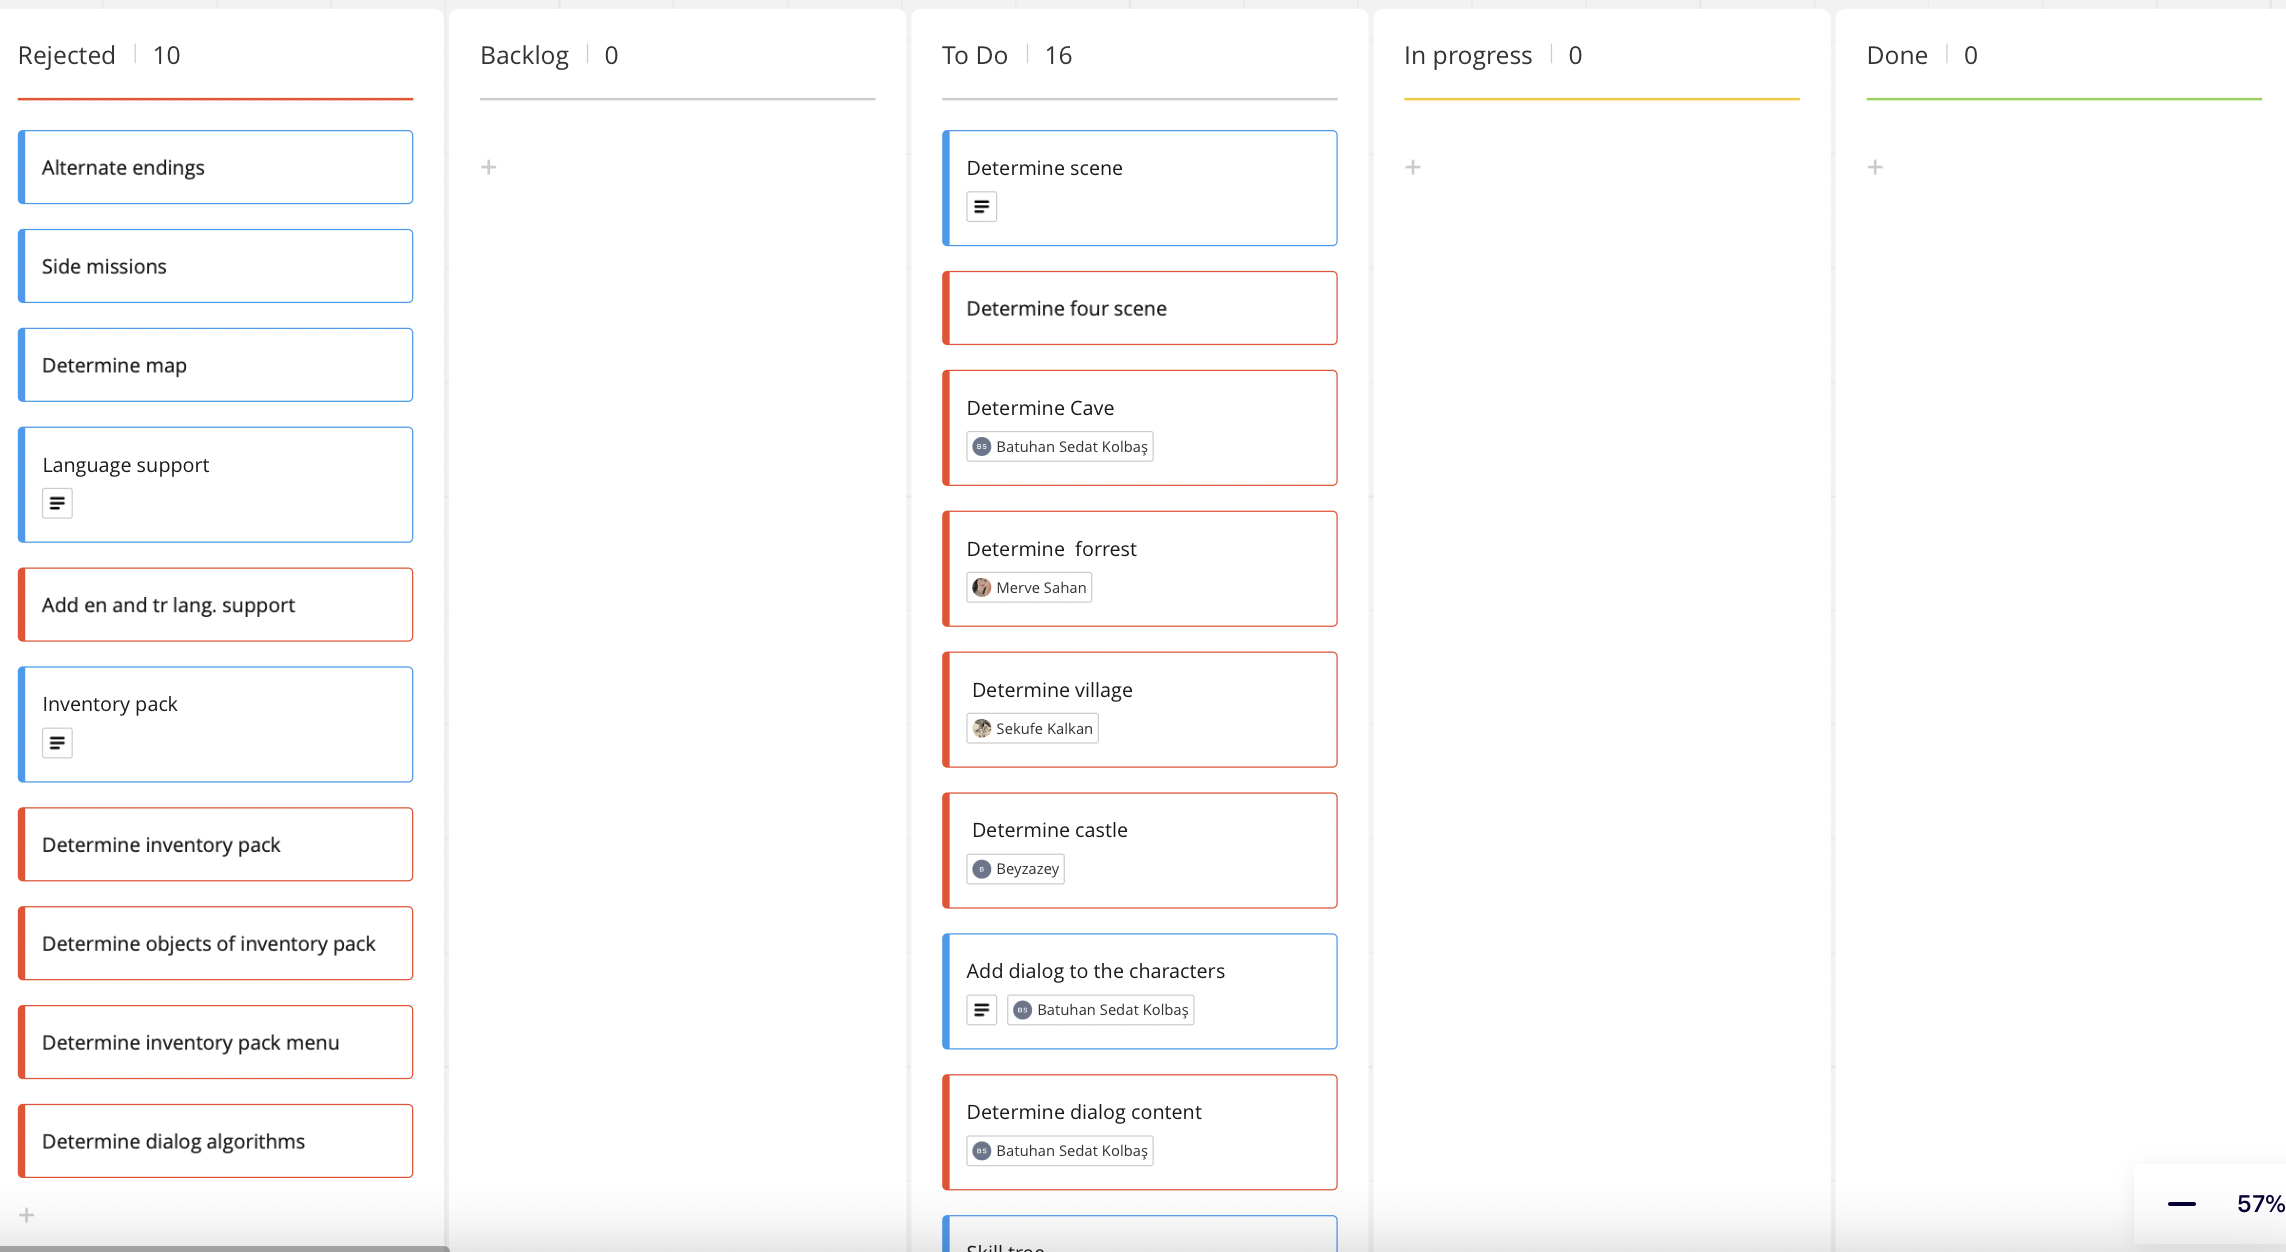 Rejected 10
Alternate endings
Side missions
Determine map
Language support
Add en and tr lang. support
Inventory pack
Determine inventory pack
Determine objects of inventory pack
Determine inventory pack menu
Determine dialog algorithms
+
Backlog 0
+
To Do 16
Determine scene
Determine four scene
Determine Cave
BS Batuhan Sedat Kolbaş
Determine  forrest
Merve Sahan
Determine village
Sekufe Kalkan
Determine castle
B Beyzazey
Add dialog to the characters
BS Batuhan Sedat Kolbaş
Determine dialog content
BS Batuhan Sedat Kolbaş
Skill tree
In progress 0
+
Done 0
+
57%